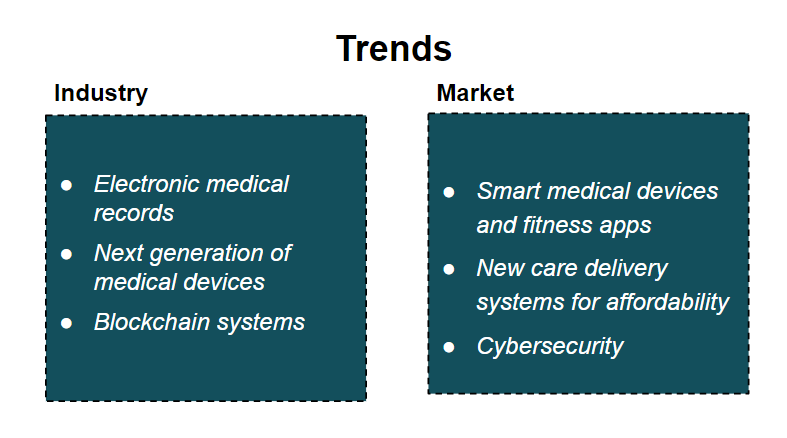 Trends
Industry
● Electronic medical
records
● Next generation of
medical devices
● Blockchain systems
Market
● Smart medical devices
and fitness apps
● New care delivery
systems for affordability
● Cybersecurity